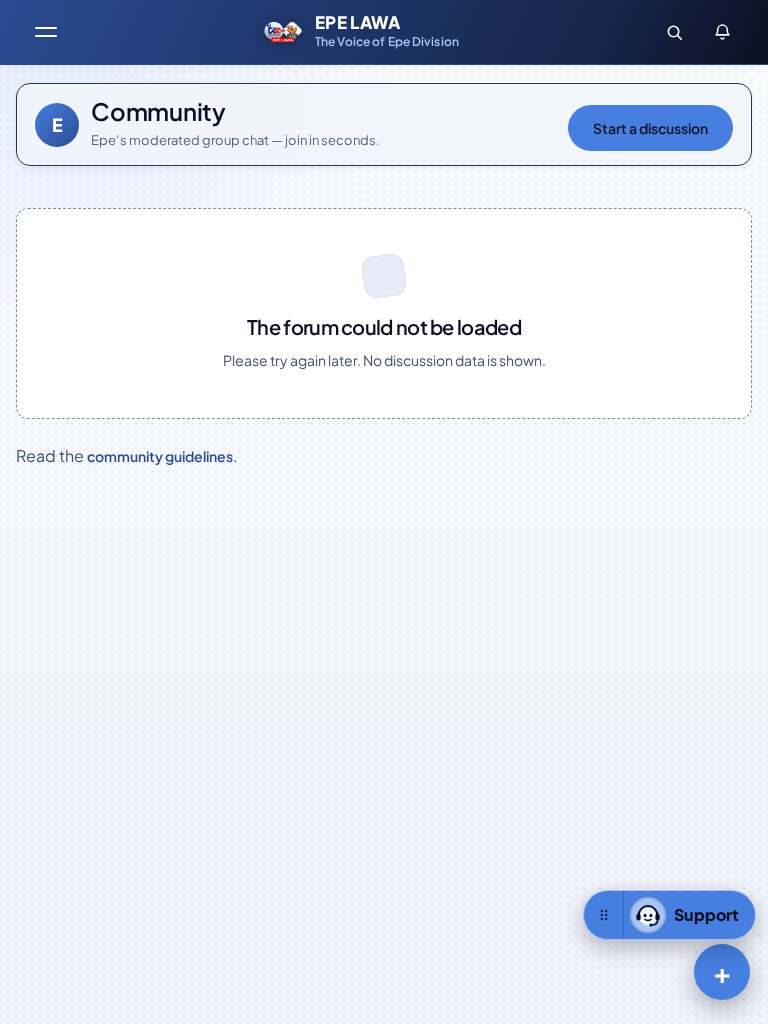 EPE LAWA
The Voice of Epe Division
E
Community
Epe's moderated group chat — join in seconds.
Start a discussion
The forum could not be loaded
Please try again later. No discussion data is shown.
Read the community guidelines.
Support
+